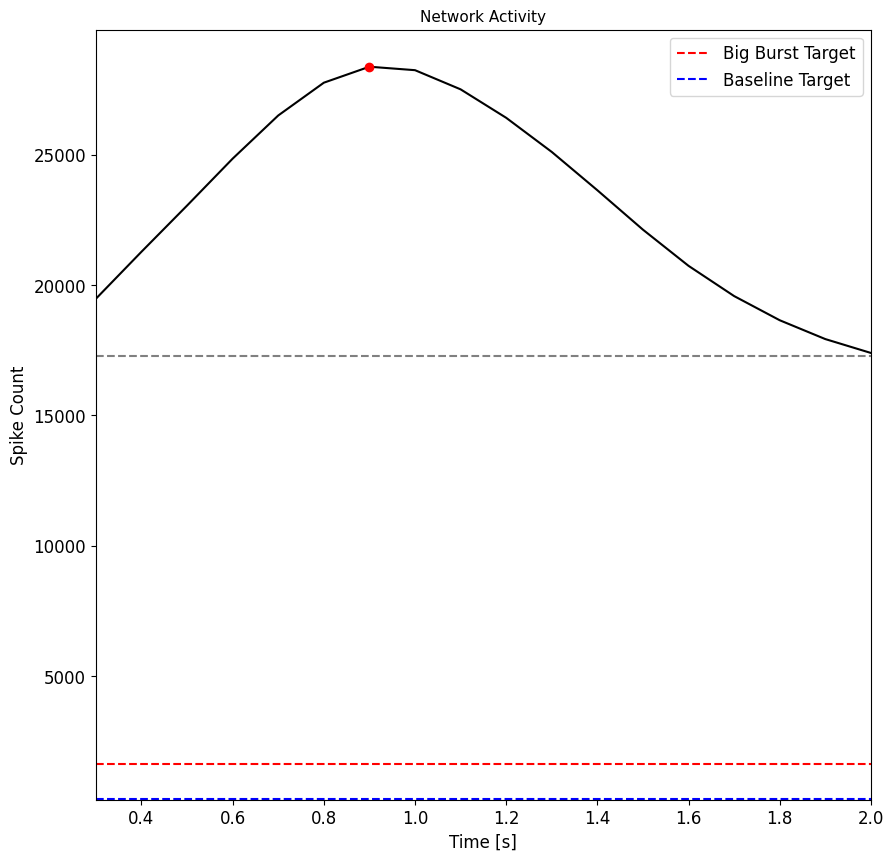 Network Activity
Big Burst Target
Baseline Target
25000
20000
15000
10000
5000
Spike Count
0.4 0.6 0.8 1.0 1.2 1.4 1.6 1.8 2.0
Time [s]